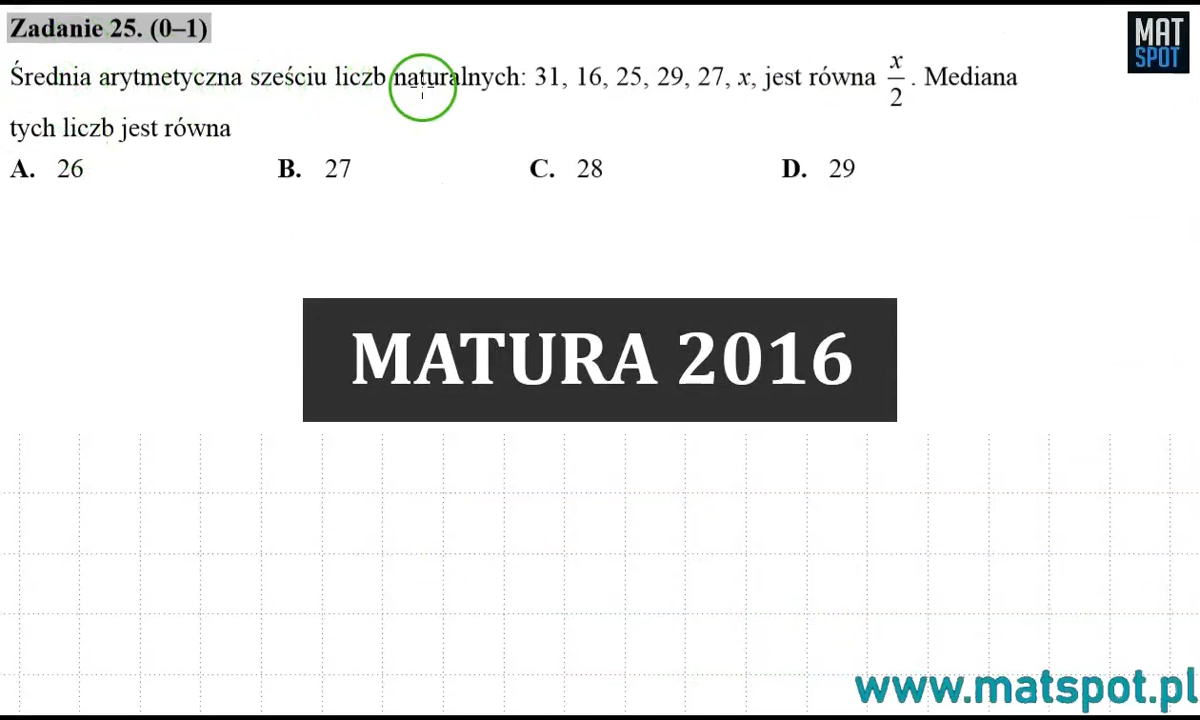 Zadanie 25. (0–1)
MAT
SPOT
Średnia arytmetyczna sześciu liczb naturalnych: 31, 16, 25, 29, 27, x, jest równa x/2 . Mediana
tych liczb jest równa
A. 26 B. 27 C. 28 D. 29
MATURA 2016
www.matspot.pl